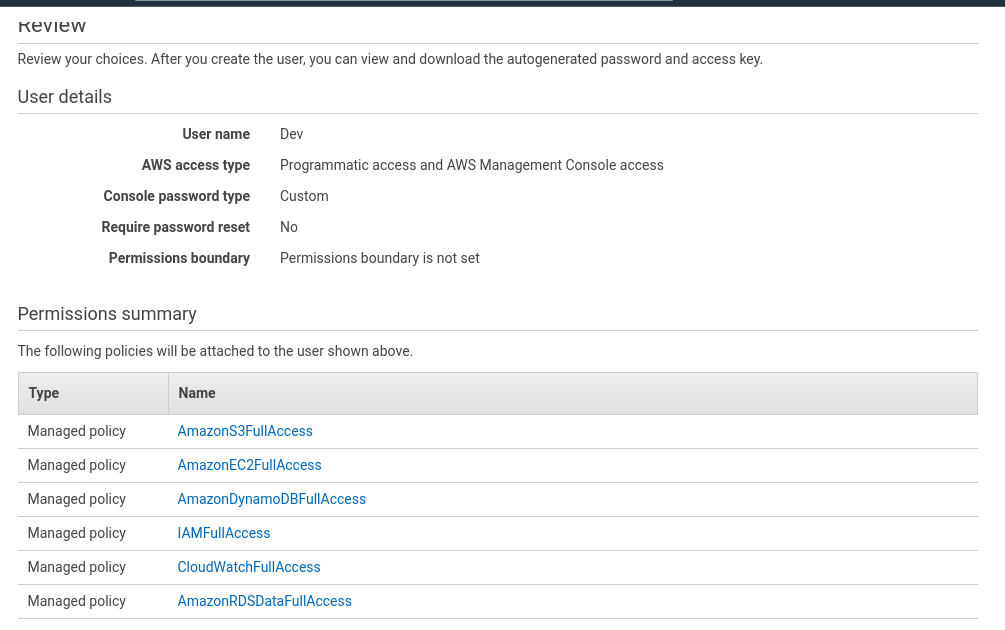 Review
Review your choices. After you create the user, you can view and download the autogenerated password and access key.
User details
User name Dev
AWS access type Programmatic access and AWS Management Console access
Console password type Custom
Require password reset No
Permissions boundary Permissions boundary is not set
Permissions summary
The following policies will be attached to the user shown above.
Type Name
Managed policy AmazonS3FullAccess
Managed policy AmazonEC2FullAccess
Managed policy AmazonDynamoDBFullAccess
Managed policy IAMFullAccess
Managed policy CloudWatchFullAccess
Managed policy AmazonRDSDataFullAccess